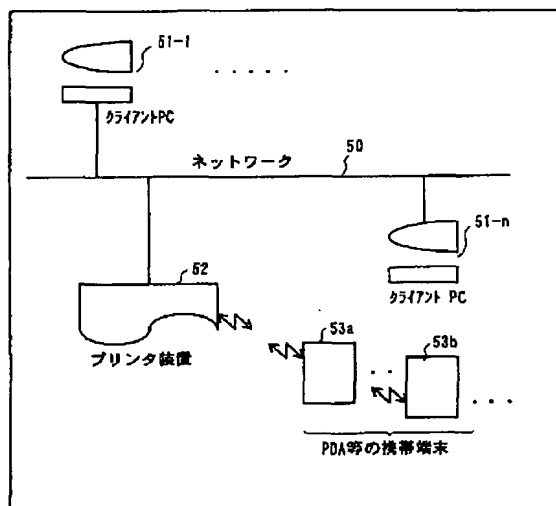 51-1
. . . . .
クライアントPC
ネットワーク
50
51-n
クライアント PC
52
プリンタ装置
53a
. .
53b
. . .
PDA等の携帯端末